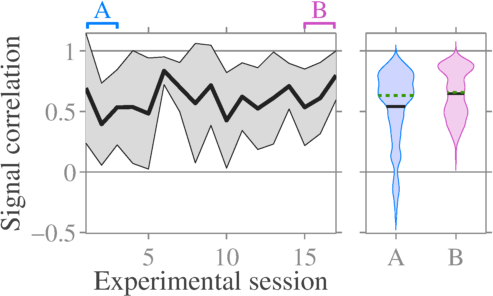 A B
1
0.5
0
−0.5
5 10 15
A B
Signal correlation
Experimental session